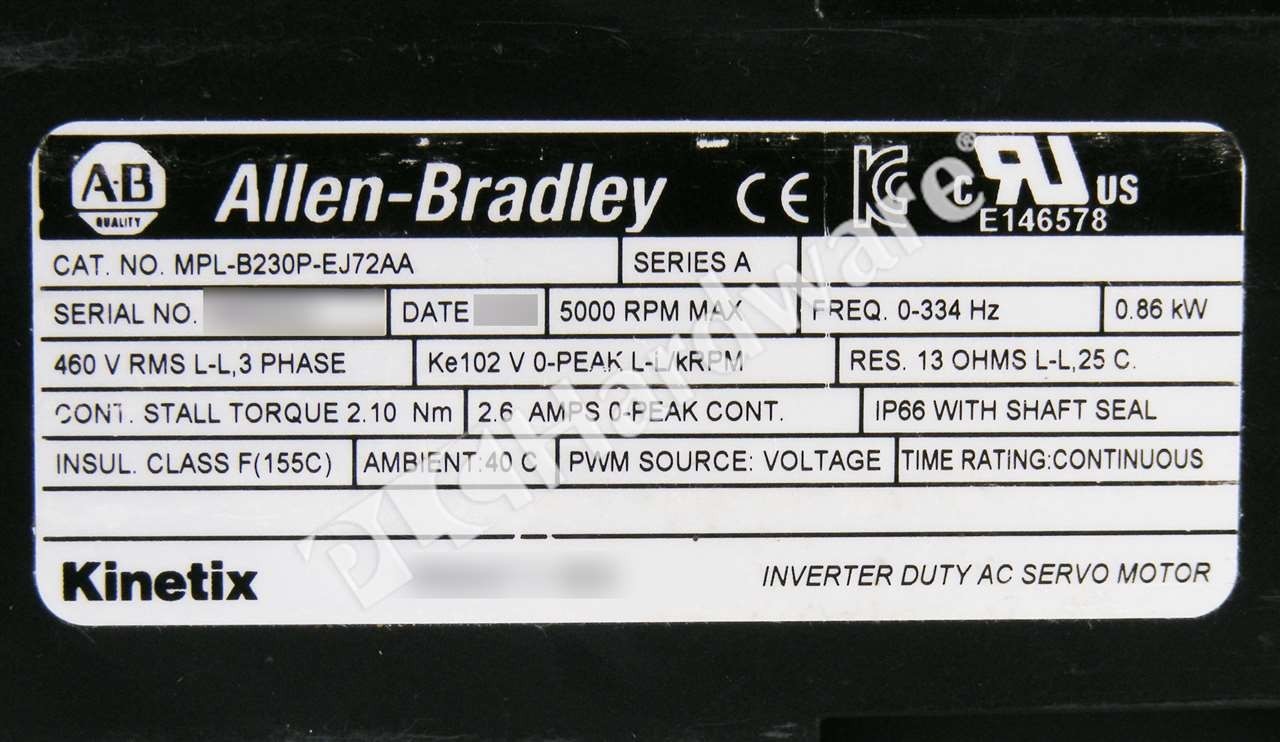 A-B Allen-Bradley CE KC c RU US
QUALITY E146578
CAT. NO. MPL-B230P-EJ72AA SERIES A
SERIAL NO. DATE 5000 RPM MAX FREQ. 0-334 Hz 0.86 kW
460 V RMS L-L,3 PHASE Ke102 V 0-PEAK L-L/kRPM RES. 13 OHMS L-L,25 C.
CONT. STALL TORQUE 2.10 Nm 2.6 AMPS 0-PEAK CONT. IP66 WITH SHAFT SEAL
INSUL. CLASS F(155C) AMBIENT:40 C PWM SOURCE: VOLTAGE TIME RATING:CONTINUOUS
Kinetix INVERTER DUTY AC SERVO MOTOR
PLCHardware®